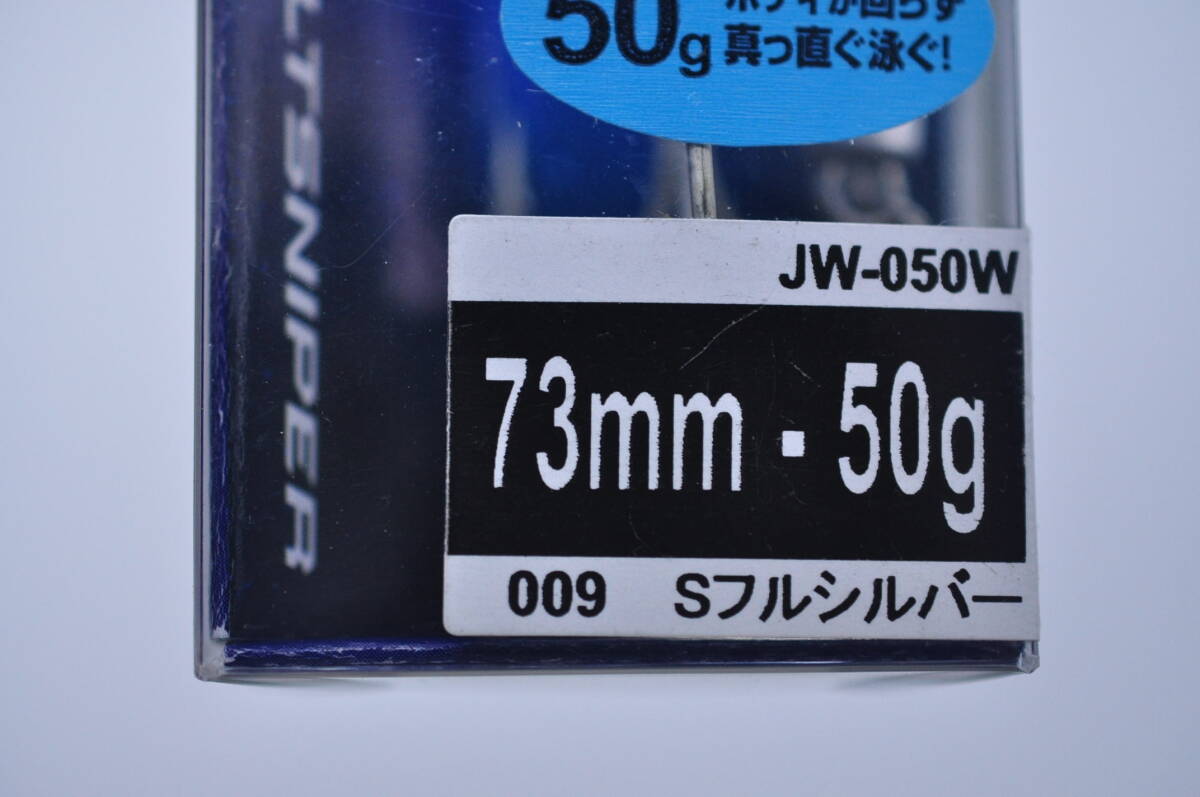 50g
ボディが回らず
真っ直ぐ泳ぐ!
LTSNIPER
JW-050W
73mm・50g
009 Sフルシルバー